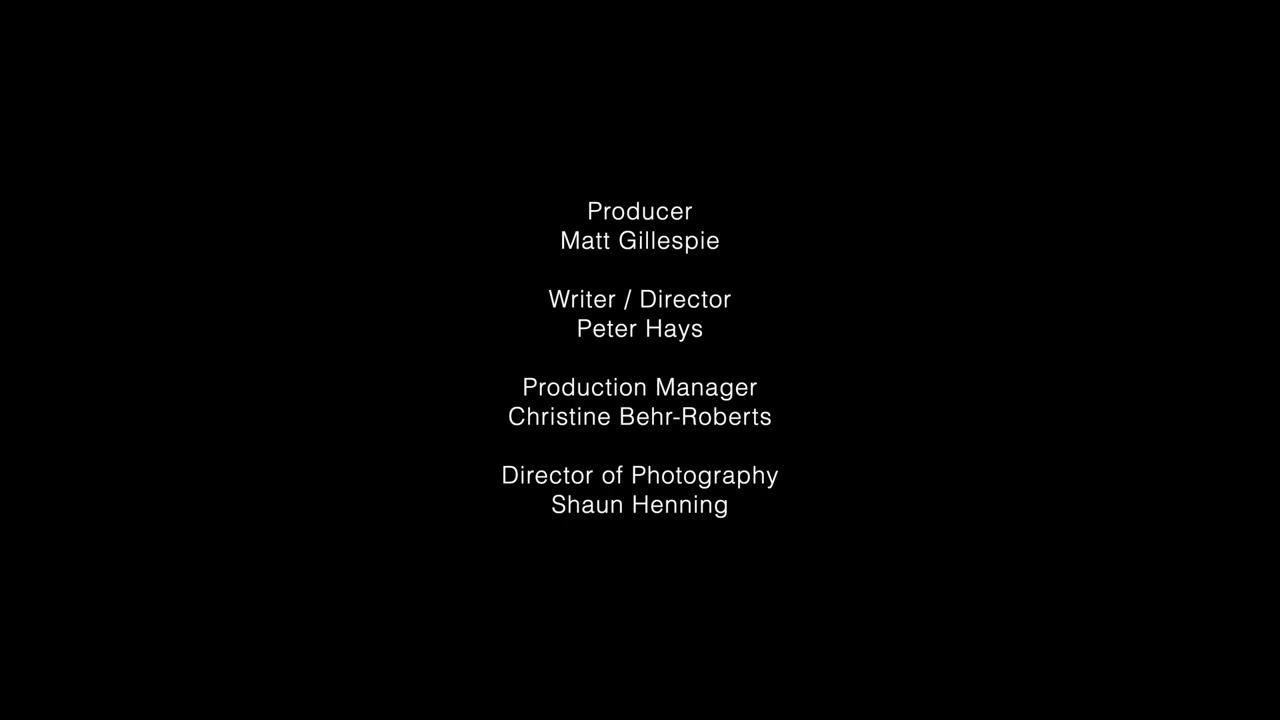 Producer
Matt Gillespie
Writer / Director
Peter Hays
Production Manager
Christine Behr-Roberts
Director of Photography
Shaun Henning